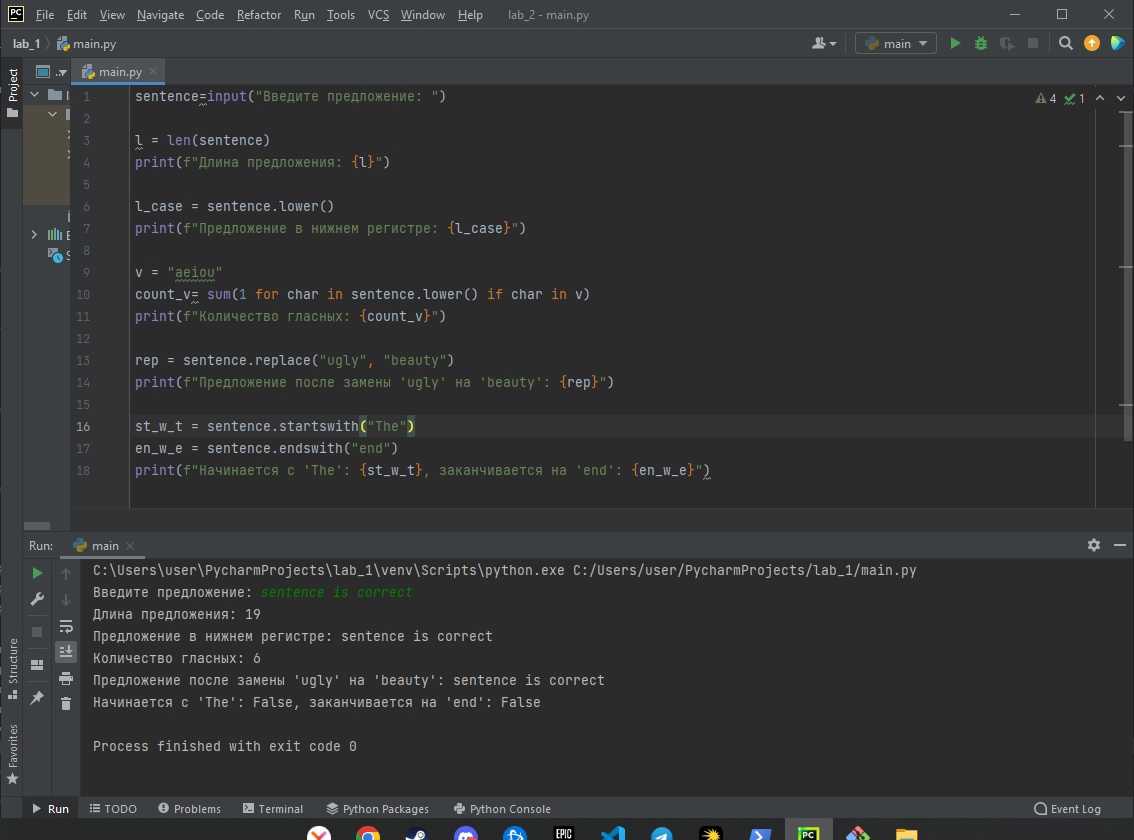 File Edit View Navigate Code Refactor Run Tools VCS Window Help lab_2 - main.py
lab_1 main.py main
Project
main.py
4 1
1 sentence=input("Введите предложение: ")
2
3 l = len(sentence)
4 print(f"Длина предложения: {l}")
5
6 l_case = sentence.lower()
7 print(f"Предложение в нижнем регистре: {l_case}")
8
9 v = "aeiou"
10 count_v= sum(1 for char in sentence.lower() if char in v)
11 print(f"Количество гласных: {count_v}")
12
13 rep = sentence.replace("ugly", "beauty")
14 print(f"Предложение после замены 'ugly' на 'beauty': {rep}")
15
16 st_w_t = sentence.startswith("The")
17 en_w_e = sentence.endswith("end")
18 print(f"Начинается с 'The': {st_w_t}, заканчивается на 'end': {en_w_e}")
Run: main
C:\Users\user\PycharmProjects\lab_1\venv\Scripts\python.exe C:/Users/user/PycharmProjects/lab_1/main.py
Введите предложение: sentence is correct
Длина предложения: 19
Предложение в нижнем регистре: sentence is correct
Количество гласных: 6
Предложение после замены 'ugly' на 'beauty': sentence is correct
Начинается с 'The': False, заканчивается на 'end': False
Process finished with exit code 0
Structure
Favorites
Run TODO Problems Terminal Python Packages Python Console Event Log
EPIC
PC